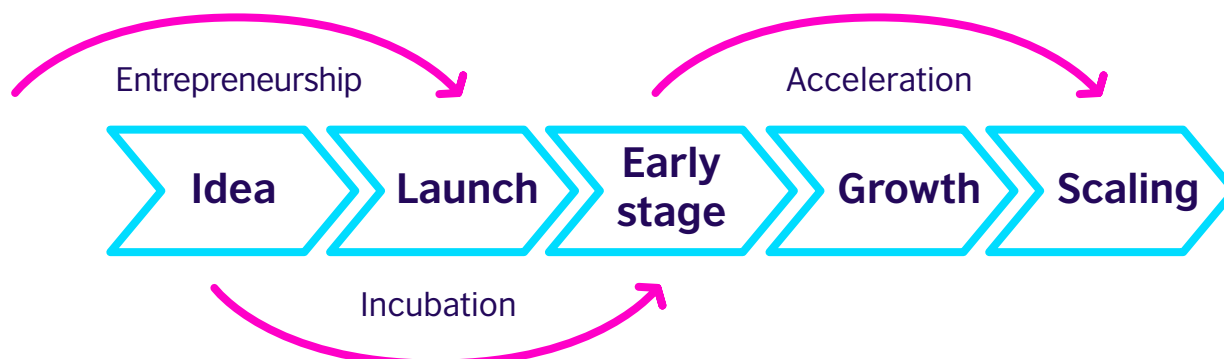 Entrepreneurship
Acceleration
Idea
Launch
Early
stage
Growth
Scaling
Incubation